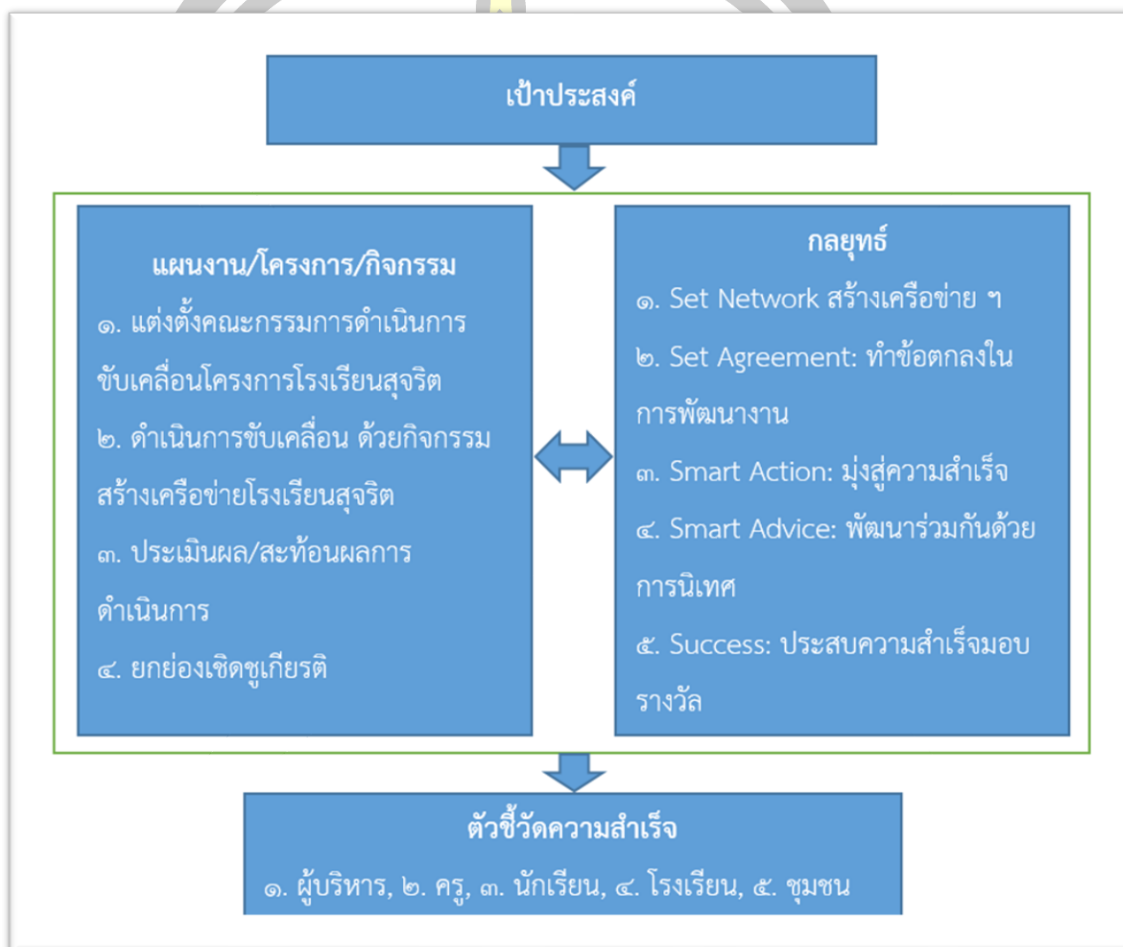 เป้าประสงค์
แผนงาน/โครงการ/กิจกรรม
๑. แต่งตั้งคณะกรรมการดำเนินการ
ขับเคลื่อนโครงการโรงเรียนสุจริต
๒. ดำเนินการขับเคลื่อน ด้วยกิจกรรม
สร้างเครือข่ายโรงเรียนสุจริต
๓. ประเมินผล/สะท้อนผลการ
ดำเนินการ
๔. ยกย่องเชิดชูเกียรติ
กลยุทธ์
๑. Set Network สร้างเครือข่าย ฯ
๒. Set Agreement: ทำข้อตกลงใน
การพัฒนางาน
๓. Smart Action: มุ่งสู่ความสำเร็จ
๔. Smart Advice: พัฒนาร่วมกันด้วย
การนิเทศ
๕. Success: ประสบความสำเร็จมอบ
รางวัล
ตัวชี้วัดความสำเร็จ
๑. ผู้บริหาร, ๒. ครู, ๓. นักเรียน, ๔. โรงเรียน, ๕. ชุมชน